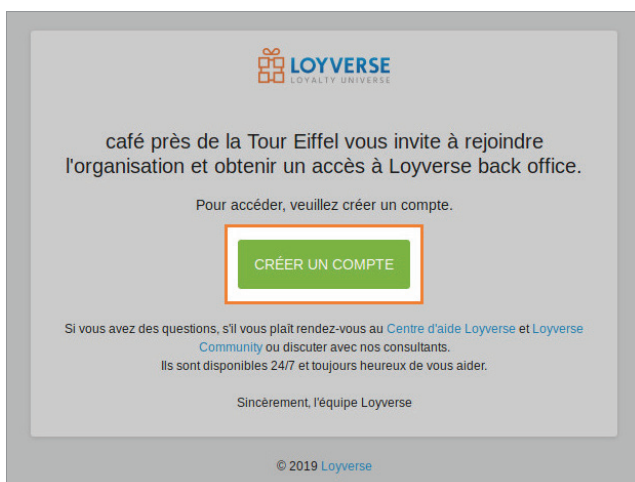 LOYVERSE
LOYALTY UNIVERSE
café près de la Tour Eiffel vous invite à rejoindre
l'organisation et obtenir un accès à Loyverse back office.
Pour accéder, veuillez créer un compte.
CRÉER UN COMPTE
Si vous avez des questions, s'il vous plaît rendez-vous au Centre d'aide Loyverse et Loyverse
Community ou discuter avec nos consultants.
Ils sont disponibles 24/7 et toujours heureux de vous aider.
Sincèrement, l'équipe Loyverse
© 2019 Loyverse